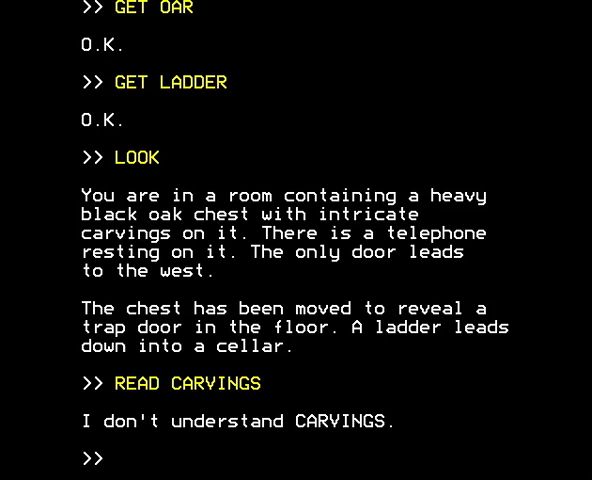 >> GET OAR
O.K.
>> GET LADDER
O.K.
>> LOOK
You are in a room containing a heavy
black oak chest with intricate
carvings on it. There is a telephone
resting on it. The only door leads
to the west.
The chest has been moved to reveal a
trap door in the floor. A ladder leads
down into a cellar.
>> READ CARVINGS
I don't understand CARVINGS.
>>